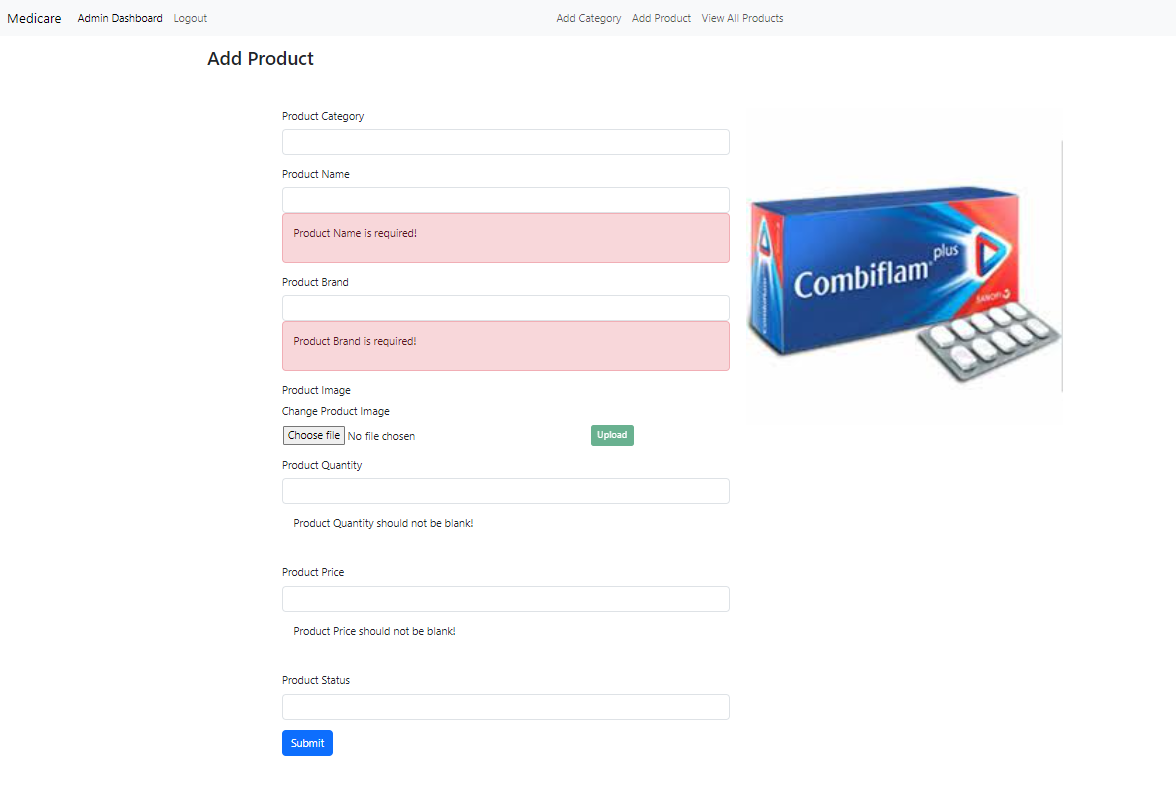 Medicare Admin Dashboard Logout Add Category Add Product View All Products
Add Product
Product Category
Product Name
Product Name is required!
Product Brand
Product Brand is required!
Product Image
Change Product Image
Choose file No file chosen Upload
Product Quantity
Product Quantity should not be blank!
Product Price
Product Price should not be blank!
Product Status
Submit
Combiflam plus
SANOFI
Combiflam